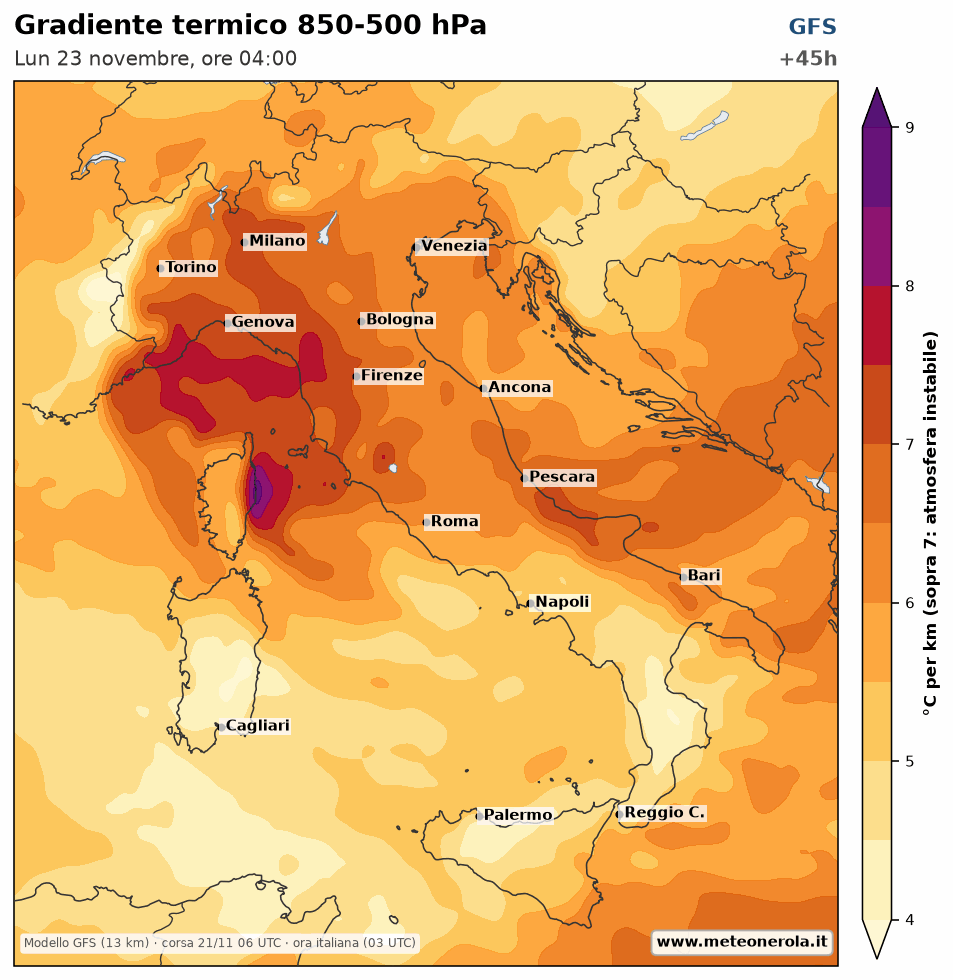 Gradiente termico 850-500 hPa
GFS
Lun 23 novembre, ore 04:00
+45h
Milano
Venezia
Torino
Genova
Bologna
Firenze
Ancona
Pescara
Roma
Bari
Napoli
Cagliari
Palermo
Reggio C.
9
8
7
6
5
4
°C per km (sopra 7: atmosfera instabile)
Modello GFS (13 km) · corsa 21/11 06 UTC · ora italiana (03 UTC)
www.meteonerola.it